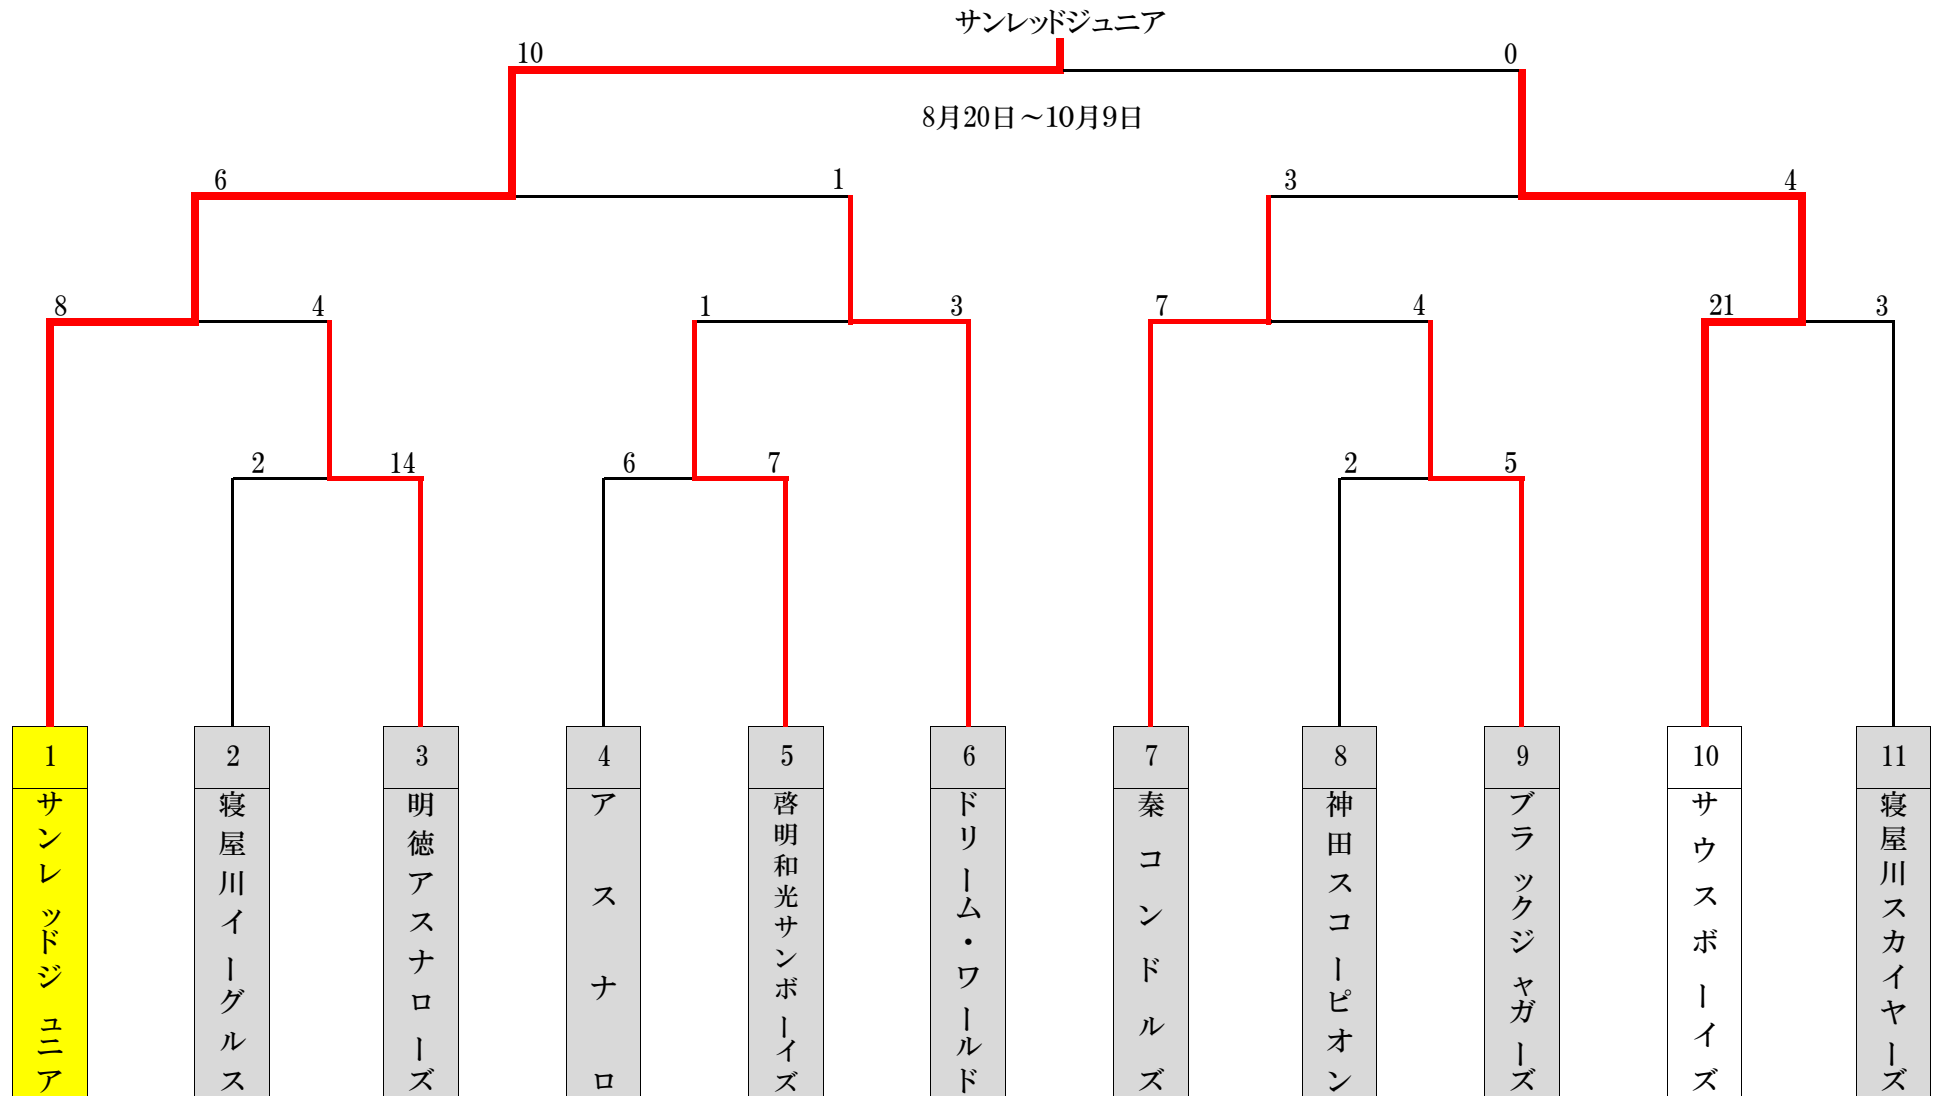 サンレッドジュニア
10
0
8月20日～10月9日
6
1
3
4
8
4
1
3
7
4
21
3
2
14
6
7
2
5
1
2
3
4
5
6
7
8
9
10
11
サンレッドジュニア
寝屋川イーグルス
明徳アスナローズ
アスナロ
啓明和光サンボーイズ
ドリーム・ワールド
秦コンドルズ
神田スコーピオン
ブラックジャガーズ
サウスボーイズ
寝屋川スカイヤーズ